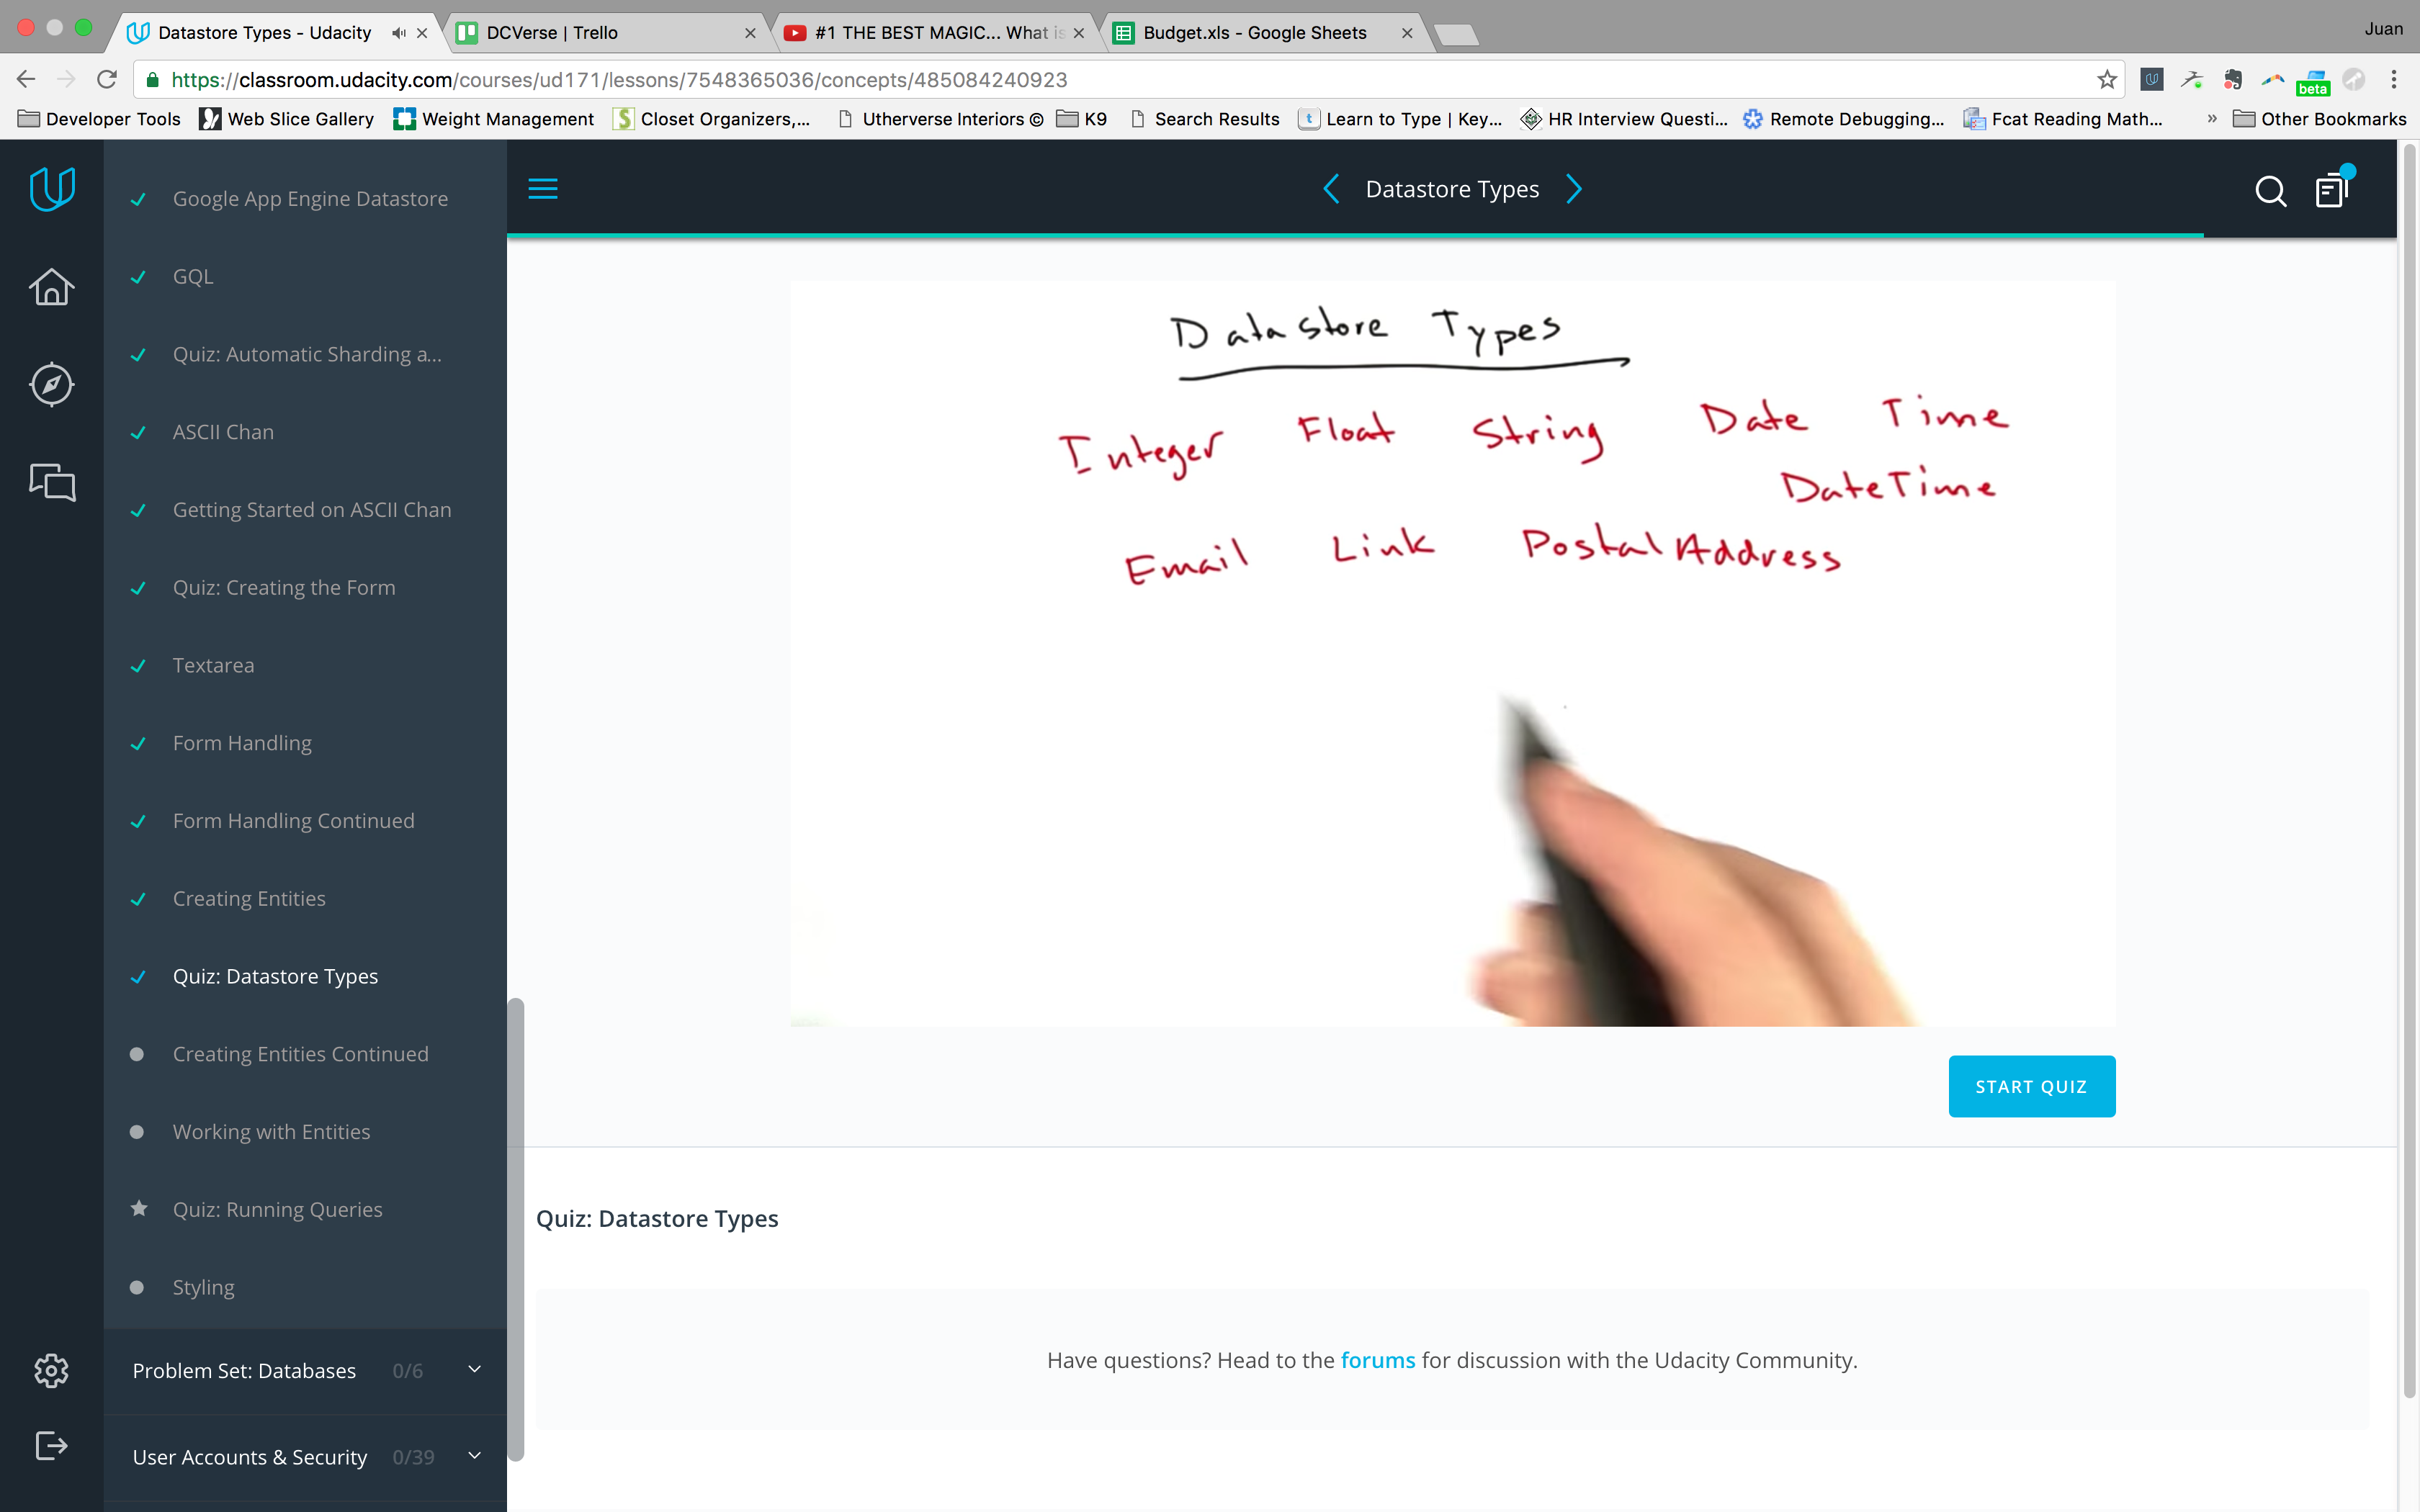 Datastore Types - Udacity
DCVerse | Trello
#1 THE BEST MAGIC... What is
Budget.xls - Google Sheets
Juan
https://classroom.udacity.com/courses/ud171/lessons/7548365036/concepts/485084240923
beta
Developer Tools
Web Slice Gallery
Weight Management
Closet Organizers,...
Utherverse Interiors ©
K9
Search Results
Learn to Type | Key...
HR Interview Questi...
Remote Debugging...
Fcat Reading Math...
»
Other Bookmarks
Google App Engine Datastore
GQL
Quiz: Automatic Sharding a...
ASCII Chan
Getting Started on ASCII Chan
Quiz: Creating the Form
Textarea
Form Handling
Form Handling Continued
Creating Entities
Quiz: Datastore Types
Creating Entities Continued
Working with Entities
Quiz: Running Queries
Styling
Problem Set: Databases 0/6
User Accounts & Security 0/39
Datastore Types
Datastore Types
Integer Float String Date Time
DateTime
Email Link PostalAddress
START QUIZ
Quiz: Datastore Types
Have questions? Head to the forums for discussion with the Udacity Community.